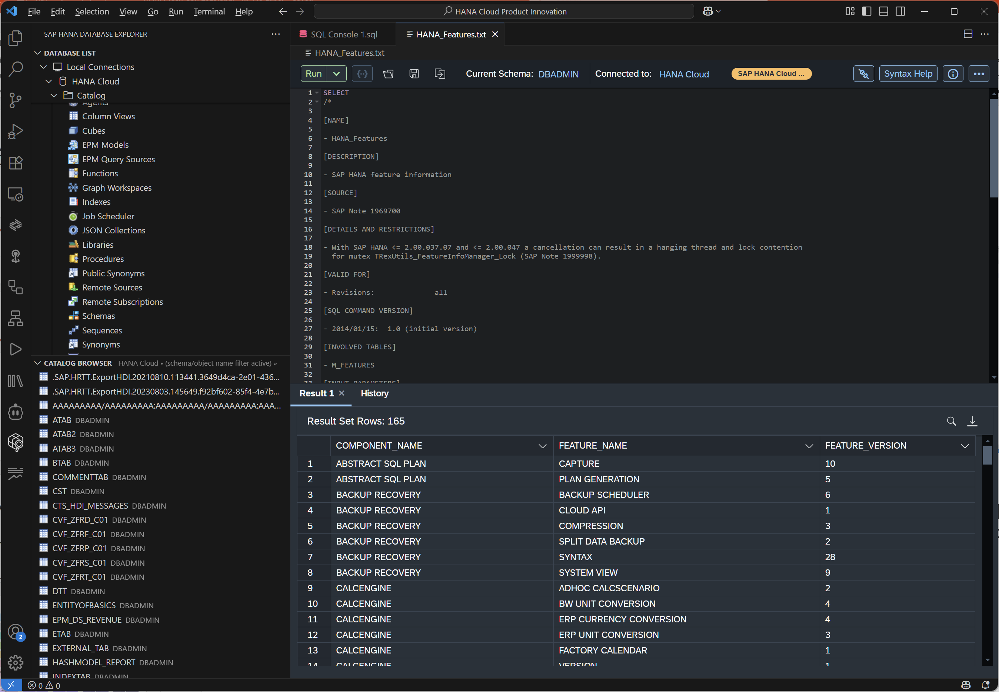 File Edit Selection View Go Run Terminal Help
HANA Cloud Product Innovation
SAP HANA DATABASE EXPLORER
DATABASE LIST
Local Connections
HANA Cloud
Catalog
Agents
Column Views
Cubes
EPM Models
EPM Query Sources
Functions
Graph Workspaces
Indexes
Job Scheduler
JSON Collections
Libraries
Procedures
Public Synonyms
Remote Sources
Remote Subscriptions
Schemas
Sequences
Synonyms
CATALOG BROWSER HANA Cloud • (schema/object name filter active) »
.SAP.HRTT.ExportHDI.20210810.113441.3649d4ca-2e01-436...
.SAP.HRTT.ExportHDI.20230803.145649.f92bf602-85f4-4e7b...
AAAAAAAAA/AAAAAAAAA:AAAAAAAAA/AAAAAAAAA:AAA...
ATAB DBADMIN
ATAB2 DBADMIN
ATAB3 DBADMIN
BTAB DBADMIN
COMMENTTAB DBADMIN
CST DBADMIN
CTS_HDI_MESSAGES DBADMIN
CVF_ZFRD_C01 DBADMIN
CVF_ZFRF_C01 DBADMIN
CVF_ZFRP_C01 DBADMIN
CVF_ZFRS_C01 DBADMIN
CVF_ZFRT_C01 DBADMIN
DTT DBADMIN
ENTITYOFBASICS DBADMIN
EPM_DS_REVENUE DBADMIN
ETAB DBADMIN
EXTERNAL_TAB DBADMIN
HASHMODEL_REPORT DBADMIN
INDEXTAB DBADMIN
2
0 0
SQL Console 1.sql
HANA_Features.txt
HANA_Features.txt
Run {··} Current Schema: DBADMIN Connected to: HANA Cloud SAP HANA Cloud ... Syntax Help
1 SELECT
2 /*
3
4 [NAME]
5
6 - HANA_Features
7
8 [DESCRIPTION]
9
10 - SAP HANA feature information
11
12 [SOURCE]
13
14 - SAP Note 1969700
15
16 [DETAILS AND RESTRICTIONS]
17
18 - With SAP HANA <= 2.00.037.07 and <= 2.00.047 a cancellation can result in a hanging thread and lock contention
19 for mutex TRexUtils_FeatureInfoManager_Lock (SAP Note 1999998).
20
21 [VALID FOR]
22
23 - Revisions: all
24
25 [SQL COMMAND VERSION]
26
27 - 2014/01/15: 1.0 (initial version)
28
29 [INVOLVED TABLES]
30
31 - M_FEATURES
32
33 [INPUT PARAMETERS]
Result 1 History
Result Set Rows: 165
COMPONENT_NAME FEATURE_NAME FEATURE_VERSION
1 ABSTRACT SQL PLAN CAPTURE 10
2 ABSTRACT SQL PLAN PLAN GENERATION 5
3 BACKUP RECOVERY BACKUP SCHEDULER 6
4 BACKUP RECOVERY CLOUD API 1
5 BACKUP RECOVERY COMPRESSION 3
6 BACKUP RECOVERY SPLIT DATA BACKUP 2
7 BACKUP RECOVERY SYNTAX 28
8 BACKUP RECOVERY SYSTEM VIEW 9
9 CALCENGINE ADHOC CALCSCENARIO 2
10 CALCENGINE BW UNIT CONVERSION 4
11 CALCENGINE ERP CURRENCY CONVERSION 4
12 CALCENGINE ERP UNIT CONVERSION 3
13 CALCENGINE FACTORY CALENDAR 1
14 CALCENGINE VERSION 1